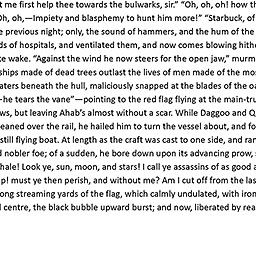 t me first help thee towards the bulwarks, sir.” “Oh, oh, oh! how th
Oh, oh,—Impiety and blasphemy to hunt him more!” “Starbuck, of
e previous night; only, the sound of hammers, and the hum of the
ds of hospitals, and ventilated them, and now comes blowing hithe
te wake. “Against the wind he now steers for the open jaw,” murm
ships made of dead trees outlast the lives of men made of the mos
aters beneath the hull, maliciously snapped at the blades of the oa
—he tears the vane”—pointing to the red flag flying at the main-tru
ws, but leaving Ahab’s almost without a scar. While Daggoo and Q
eaned over the rail, he hailed him to turn the vessel about, and fo
still flying boat. At length as the craft was cast to one side, and ran
d nobler foe; of a sudden, he bore down upon its advancing prow, s
hale! Look ye, sun, moon, and stars! I call ye assassins of as good a
p! must ye then perish, and without me? Am I cut off from the las
ong streaming yards of the flag, which calmly undulated, with iron
d centre, the black bubble upward burst; and now, liberated by rea